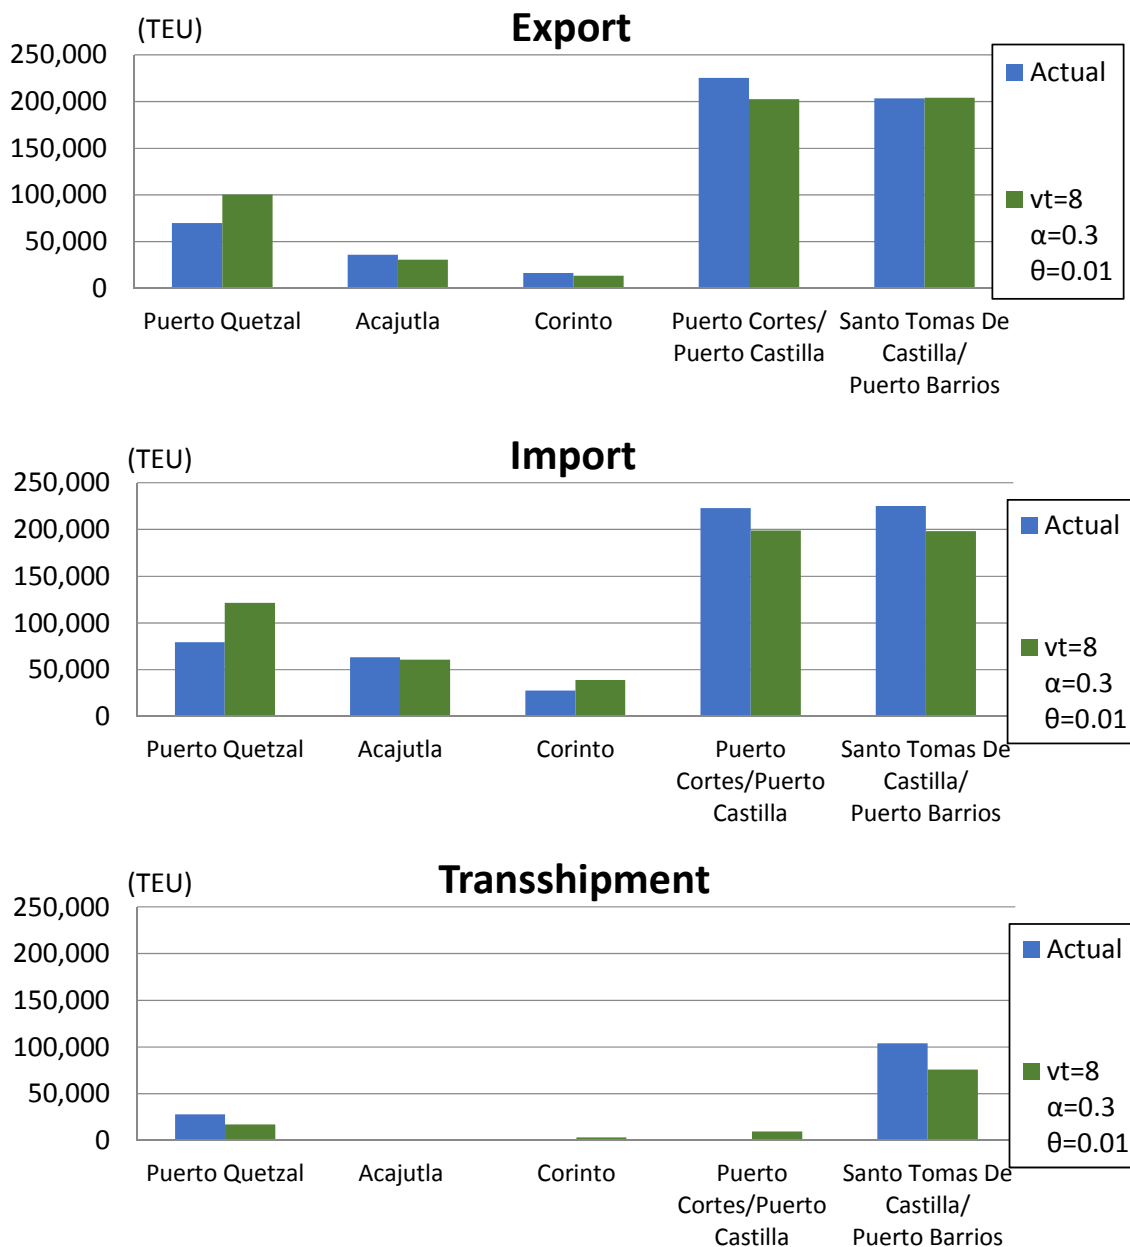 Export
(TEU)
250,000
200,000
150,000
100,000
50,000
0
Puerto Quetzal
Acajutla
Corinto
Puerto Cortes/
Puerto Castilla
Santo Tomas De
Castilla/
Puerto Barrios
Actual
vt=8
α=0.3
θ=0.01
Import
(TEU)
250,000
200,000
150,000
100,000
50,000
0
Puerto Quetzal
Acajutla
Corinto
Puerto
Cortes/Puerto
Castilla
Santo Tomas De
Castilla/
Puerto Barrios
Actual
vt=8
α=0.3
θ=0.01
Transshipment
(TEU)
250,000
200,000
150,000
100,000
50,000
0
Puerto Quetzal
Acajutla
Corinto
Puerto
Cortes/Puerto
Castilla
Santo Tomas De
Castilla/
Puerto Barrios
Actual
vt=8
α=0.3
θ=0.01